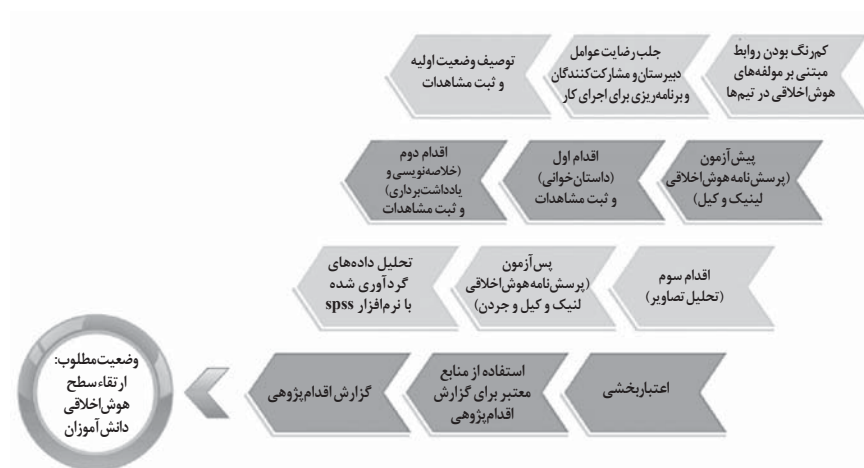 کم‌رنگ بودن روابط
مبتنی بر مولفه‌های
هوش‌اخلاقی در تیم‌ها
جلب رضایت عوامل
دبیرستان و مشارکت‌کنندگان
و برنامه‌ریزی برای اجرای کار
توصیف وضعیت اولیه
و ثبت مشاهدات
پیش‌آزمون
(پرسش‌نامه هوش‌اخلاقی
لینیک و کیل)
اقدام اول
(داستان‌خوانی)
و ثبت مشاهدات
اقدام دوم
(خلاصه‌نویسی و
یادداشت‌برداری)
و ثبت مشاهدات
اقدام سوم
(تحلیل تصاویر)
پس‌آزمون
(پرسش‌نامه هوش‌اخلاقی
لنیک و کیل و جردن)
تحلیل داده‌های
گردآوری شده
با نرم‌افزار spss
اعتباربخشی
استفاده از منابع
معتبر برای گزارش
اقدام‌پژوهی
گزارش اقدام‌پژوهی
وضعیت مطلوب:
ارتقاء سطح
هوش‌اخلاقی
دانش‌آموزان